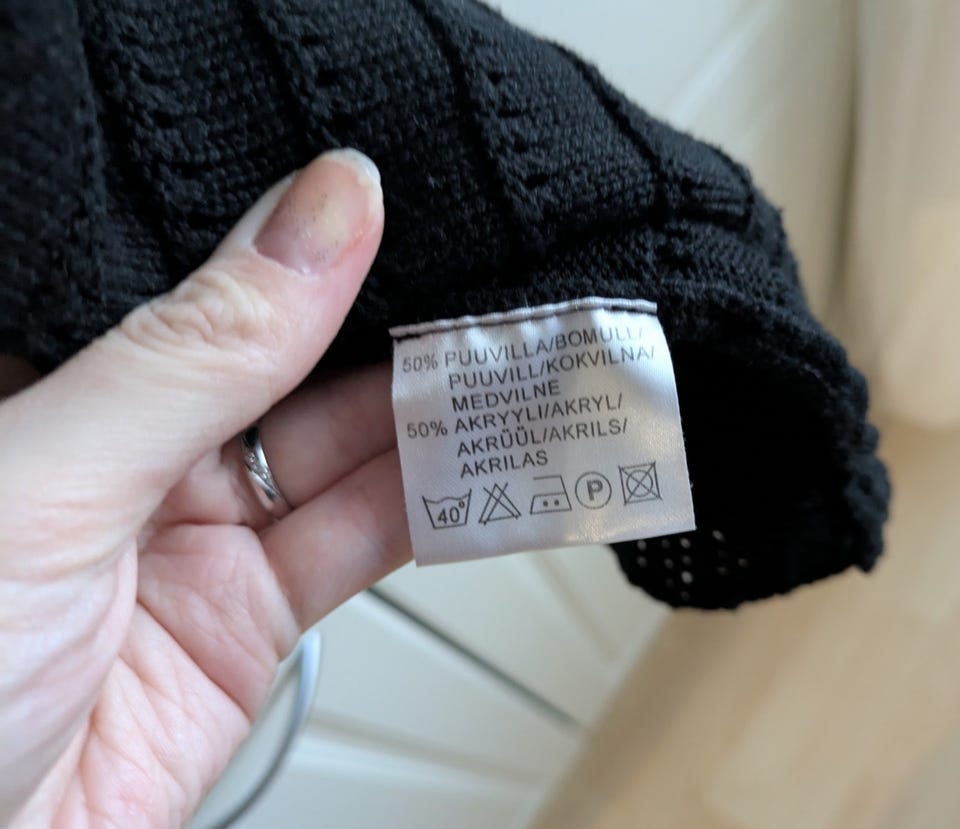 50% PUUVILLA/BOMULL/
PUUVILL/KOKVILNA/
MEDVILNE
50% AKRYYLI/AKRYL/
AKRÜÜL/AKRILS/
AKRILAS
40° P